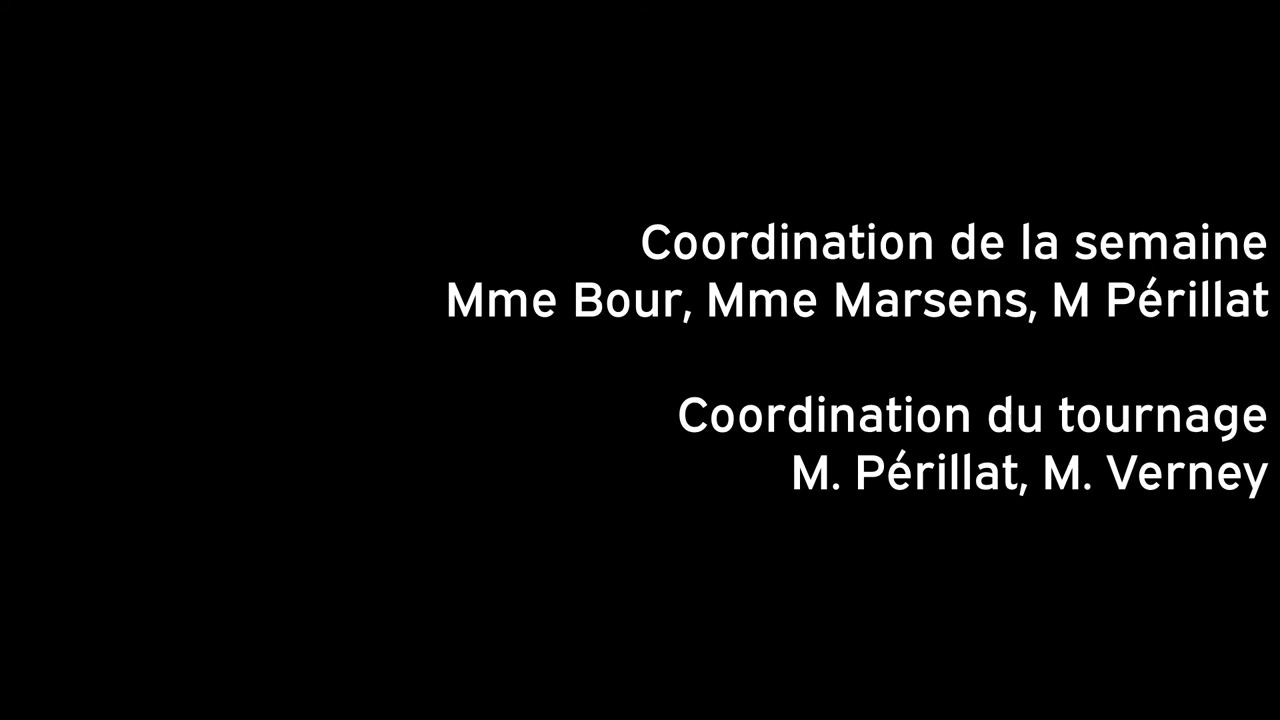 Coordination de la semaine
Mme Bour, Mme Marsens, M Périllat
Coordination du tournage
M. Périllat, M. Verney